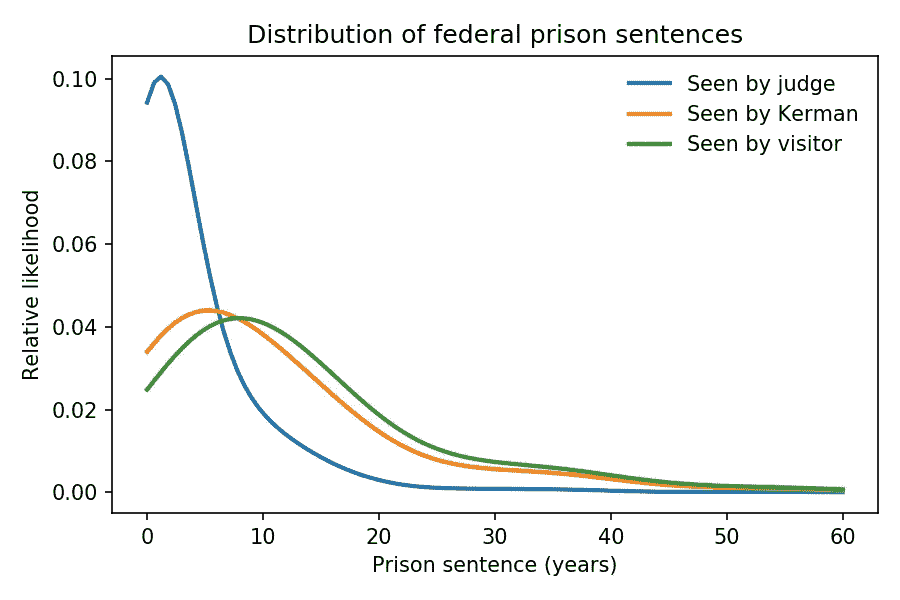 Distribution of federal prison sentences
Seen by judge
Seen by Kerman
Seen by visitor
Relative likelihood
0.10
0.08
0.06
0.04
0.02
0.00
0 10 20 30 40 50 60
Prison sentence (years)